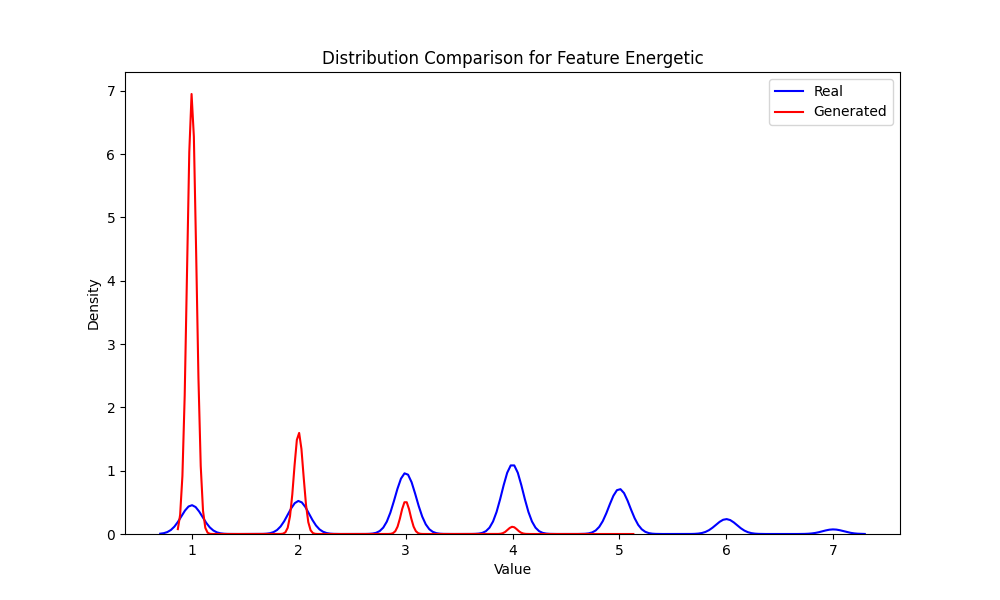 Distribution Comparison for Feature Energetic
Real
Generated
Density
7
6
5
4
3
2
1
0
1 2 3 4 5 6 7
Value